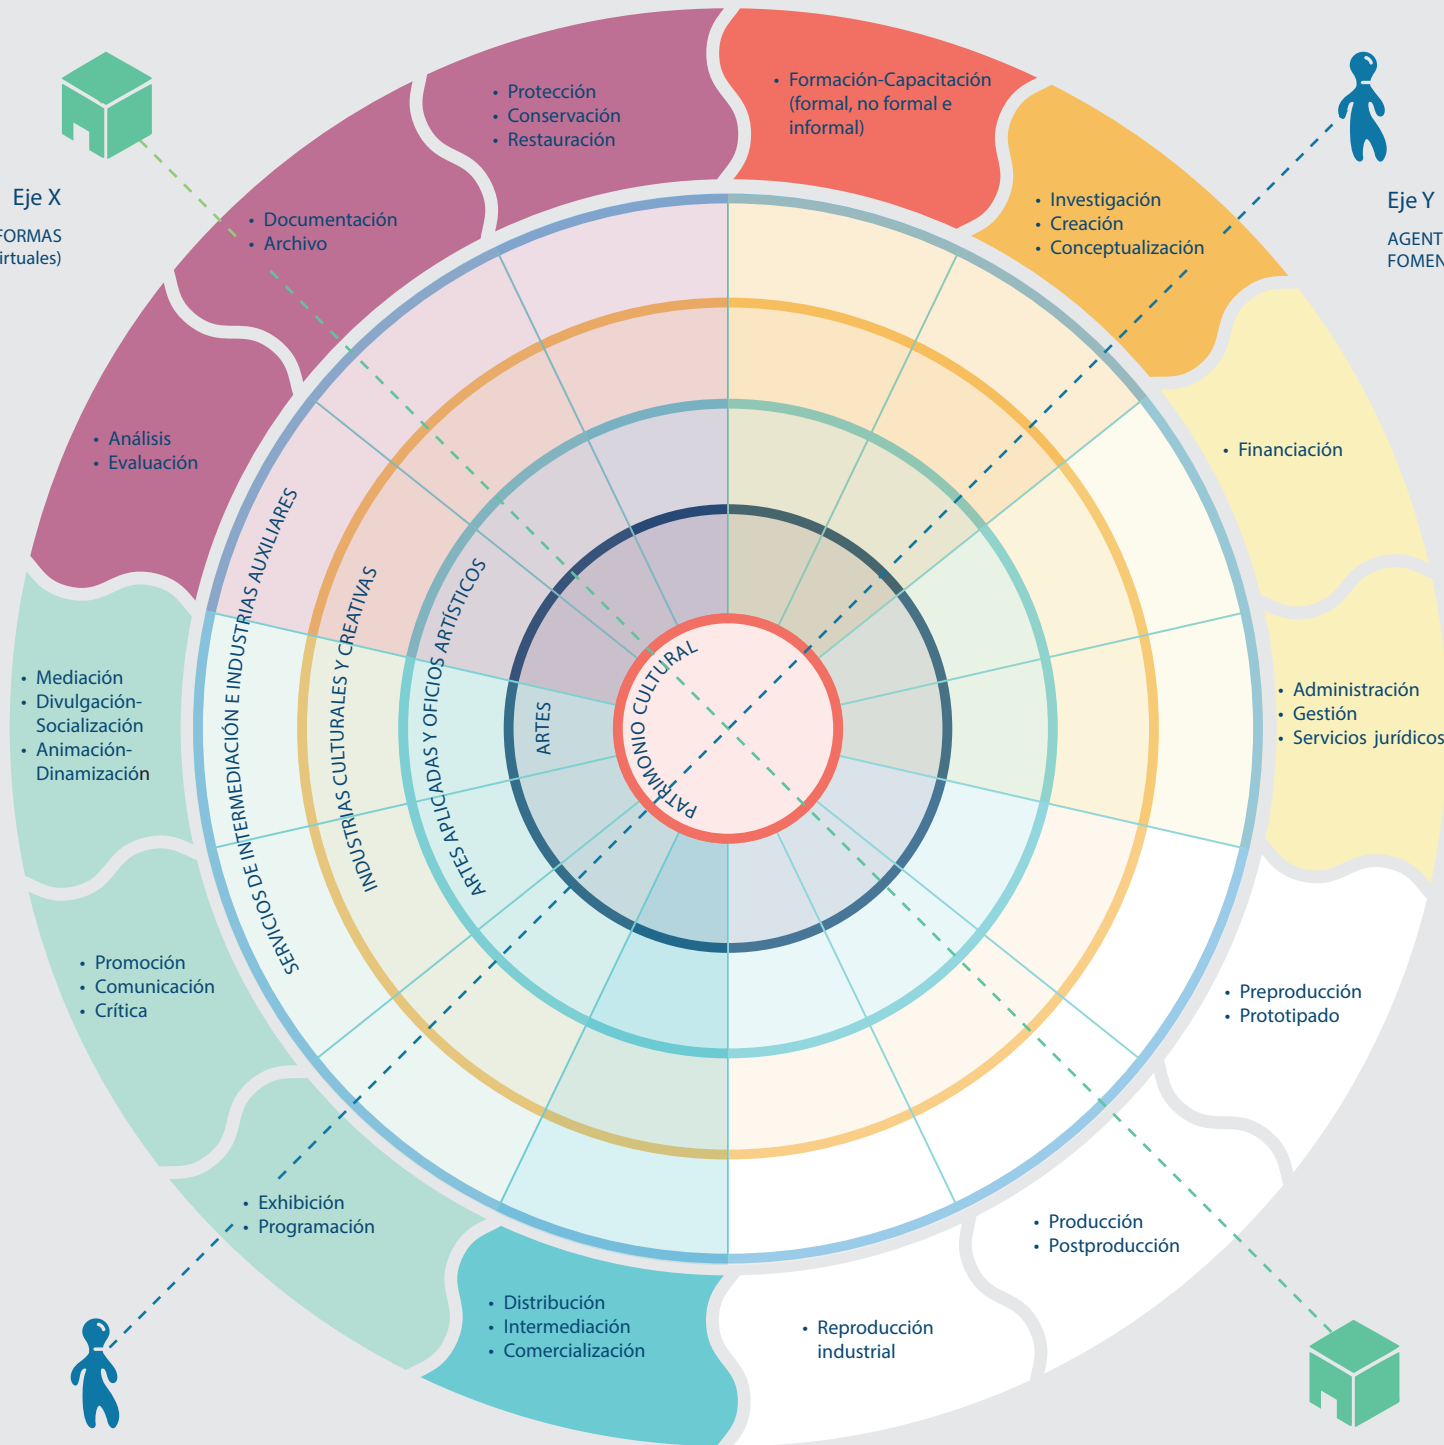 • Protección
• Conservación
• Restauración
• Formación-Capacitación
(formal, no formal e
informal)
Eje X
FORMAS
irtuales)
• Documentación
• Archivo
• Investigación
• Creación
• Conceptualización
Eje Y
AGENT
FOMEN
• Análisis
• Evaluación
• Financiación
SERVICIOS DE INTERMEDIACIÓN E INDUSTRIAS AUXILIARES
INDUSTRIAS CULTURALES Y CREATIVAS
ARTES APLICADAS Y OFICIOS ARTÍSTICOS
ARTES
PATRIMONIO CULTURAL
• Mediación
• Divulgación-
Socialización
• Animación-
Dinamización
• Administración
• Gestión
• Servicios jurídicos
• Promoción
• Comunicación
• Crítica
• Preproducción
• Prototipado
• Exhibición
• Programación
• Producción
• Postproducción
• Distribución
• Intermediación
• Comercialización
• Reproducción
industrial